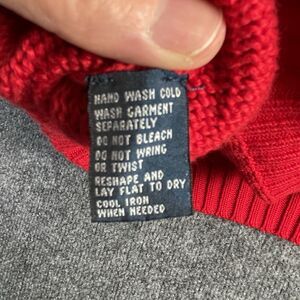 HAND WASH COLD
WASH GARMENT
SEPARATELY
DO NOT BLEACH
DO NOT WRING
OR TWIST
RESHAPE AND
LAY FLAT TO DRY
COOL IRON
WHEN NEEDED